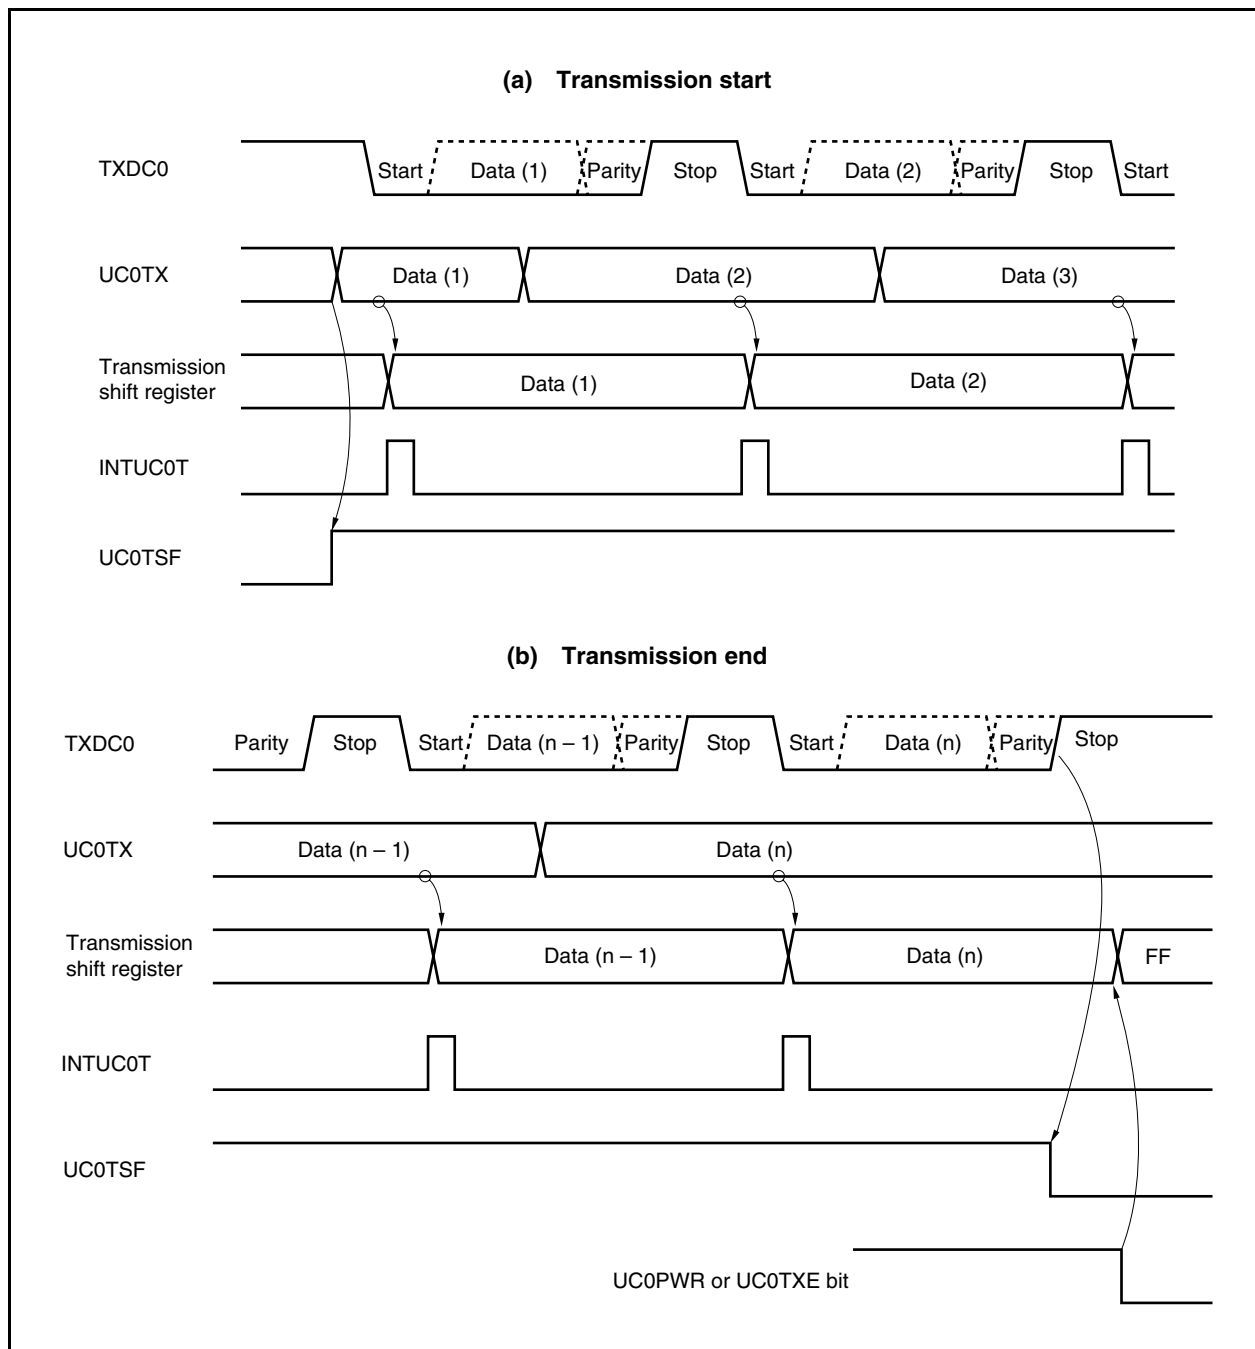 (a) Transmission start
TXDC0
Start Data (1) Parity Stop Start Data (2) Parity Stop Start
UC0TX
Data (1) Data (2) Data (3)
Transmission
shift register
Data (1) Data (2)
INTUC0T
UC0TSF
(b) Transmission end
TXDC0
Parity Stop Start Data (n – 1) Parity Stop Start Data (n) Parity Stop
UC0TX
Data (n – 1) Data (n)
Transmission
shift register
Data (n – 1) Data (n) FF
INTUC0T
UC0TSF
UC0PWR or UC0TXE bit